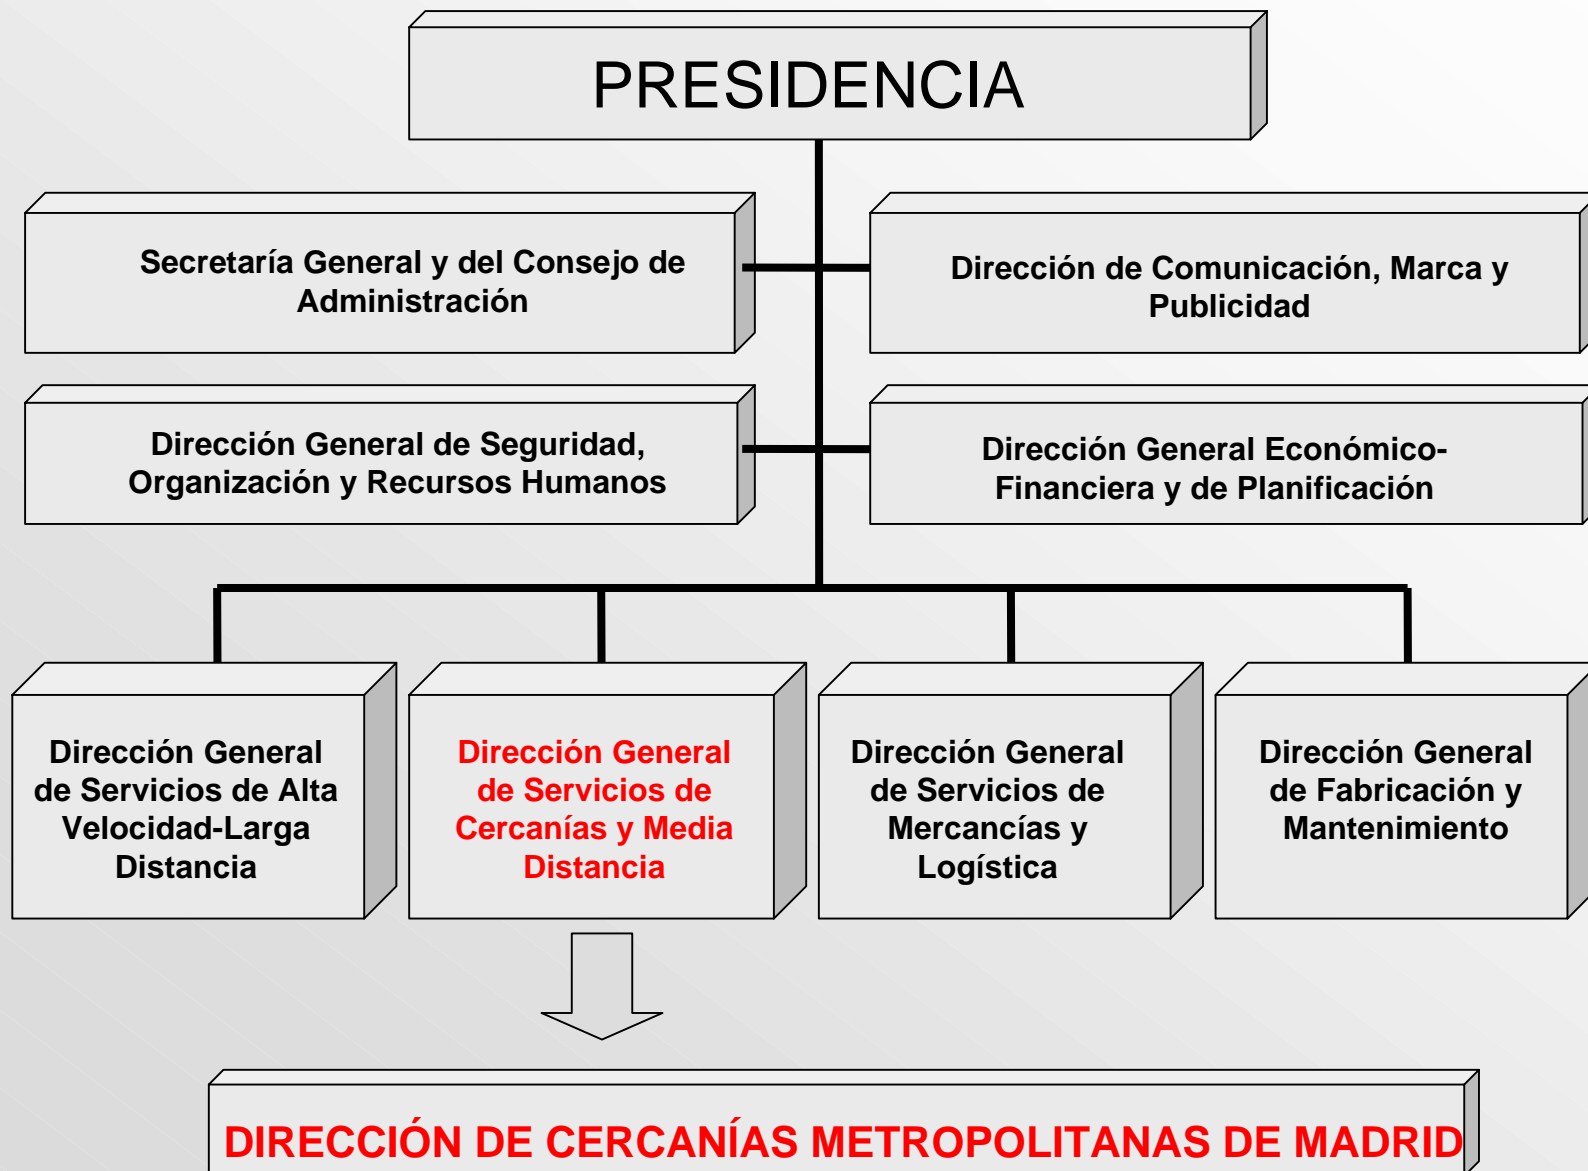 PRESIDENCIA
Secretaría General y del Consejo de
Administración
Dirección de Comunicación, Marca y
Publicidad
Dirección General de Seguridad,
Organización y Recursos Humanos
Dirección General Económico-
Financiera y de Planificación
Dirección General
de Servicios de Alta
Velocidad-Larga
Distancia
Dirección General
de Servicios de
Cercanías y Media
Distancia
Dirección General
de Servicios de
Mercancías y
Logística
Dirección General
de Fabricación y
Mantenimiento
DIRECCIÓN DE CERCANÍAS METROPOLITANAS DE MADRID